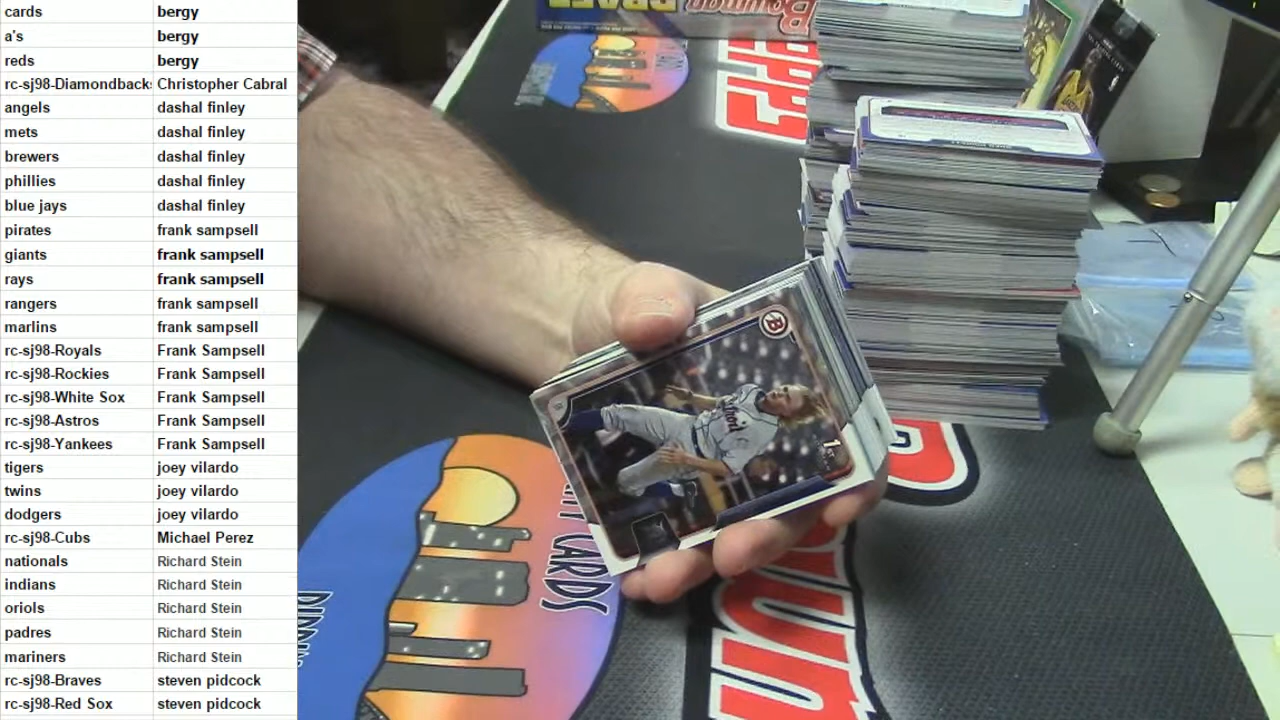 cards bergy
a's bergy
reds bergy
rc-sj98-Diamondbacks Christopher Cabral
angels dashal finley
mets dashal finley
brewers dashal finley
phillies dashal finley
blue jays dashal finley
pirates frank sampsell
giants frank sampsell
rays frank sampsell
rangers frank sampsell
marlins frank sampsell
rc-sj98-Royals Frank Sampsell
rc-sj98-Rockies Frank Sampsell
rc-sj98-White Sox Frank Sampsell
rc-sj98-Astros Frank Sampsell
rc-sj98-Yankees Frank Sampsell
tigers joey vilardo
twins joey vilardo
dodgers joey vilardo
rc-sj98-Cubs Michael Perez
nationals Richard Stein
indians Richard Stein
oriols Richard Stein
padres Richard Stein
mariners Richard Stein
rc-sj98-Braves steven pidcock
rc-sj98-Red Sox steven pidcock
Bowman
DRAFT
B
1st
CARDS